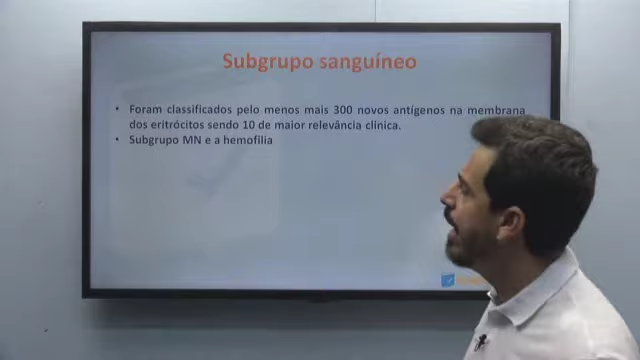 Subgrupo sanguíneo
• Foram classificados pelo menos mais 300 novos antígenos na membrana
dos eritrócitos sendo 10 de maior relevância clínica.
• Subgrupo MN e a hemofilia